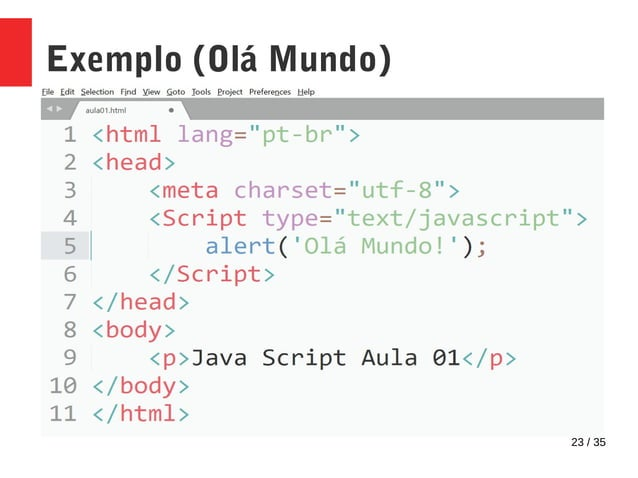 Exemplo (Olá Mundo)
File Edit Selection Find View Goto Tools Project Preferences Help
aula01.html
1 <html lang="pt-br">
2 <head>
3     <meta charset="utf-8">
4     <Script type="text/javascript">
5         alert('Olá Mundo!');
6     </Script>
7 </head>
8 <body>
9     <p>Java Script Aula 01</p>
10 </body>
11 </html>
23 / 35